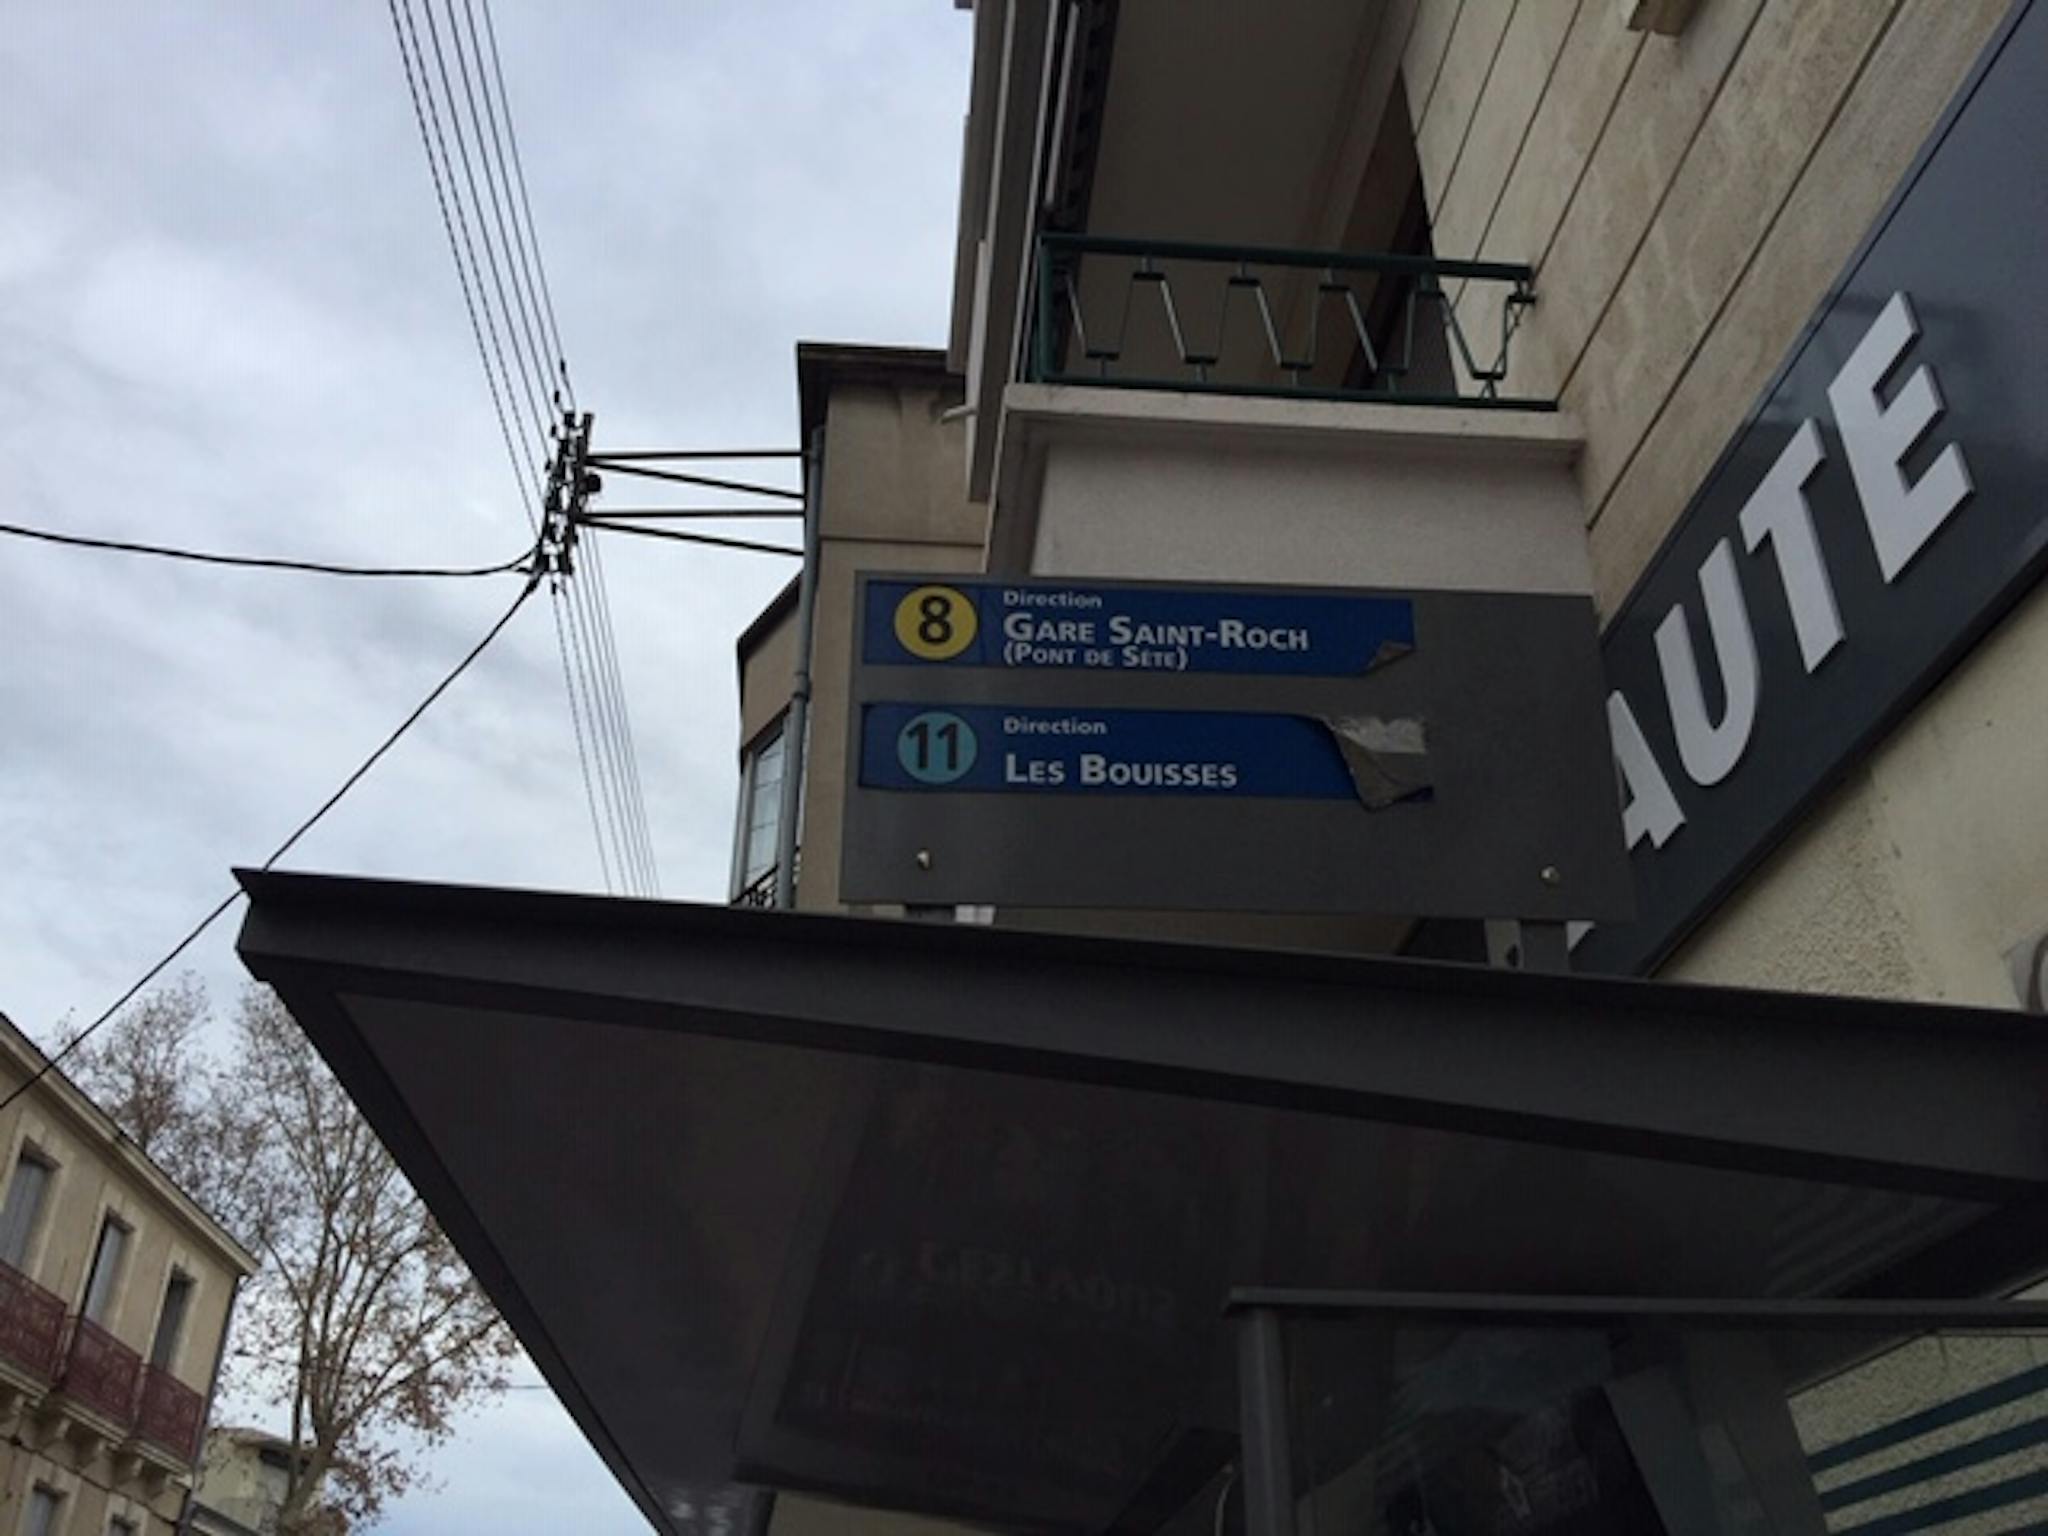 8 Direction
GARE SAINT-ROCH
(PONT DE SÈTE)
11 Direction
LES BOUISSES
AUTE